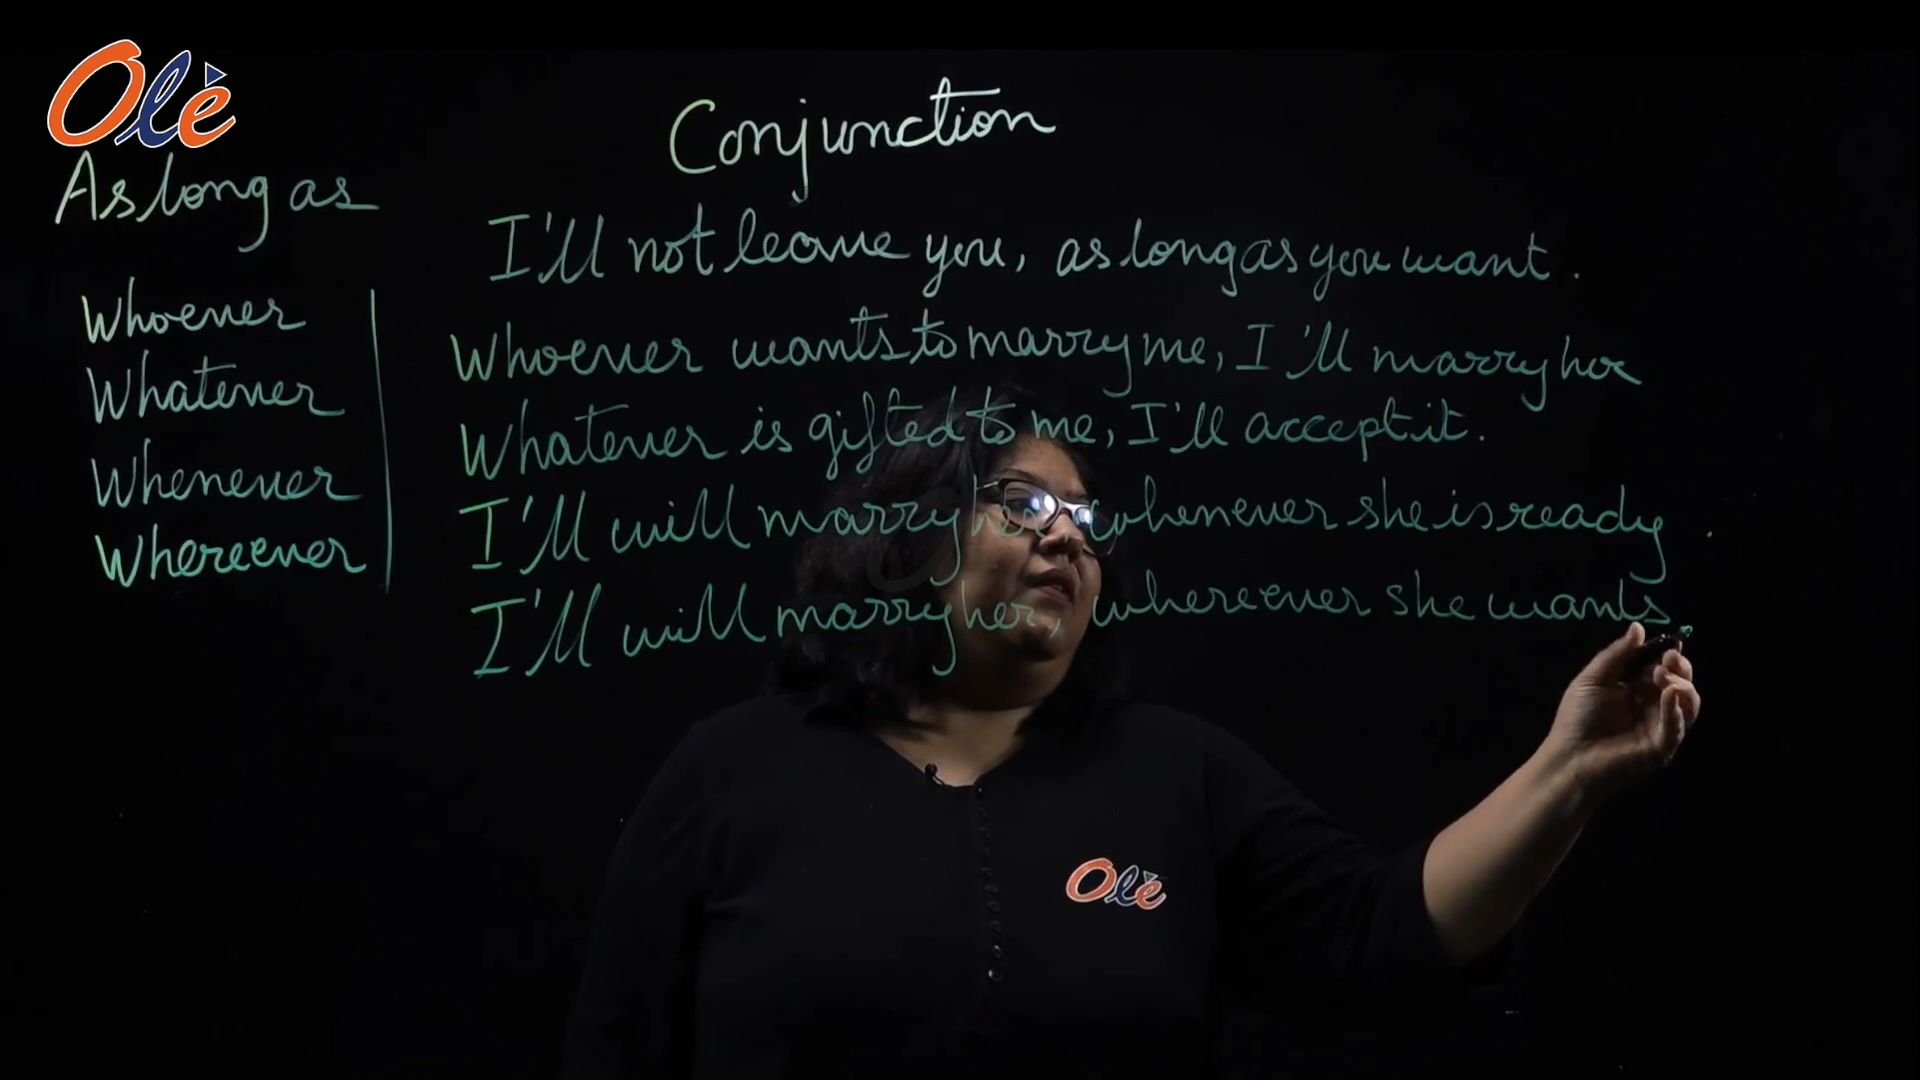 Olè
Conjunction
As long as
I'll not leave you, as long as you want.
Whoever
Whoever wants to marry me, I'll marry her
Whatever
Whatever is gifted to me, I'll accept it.
Whenever
I'll will marry her whenever she is ready.
Whereever
I'll will marry her, whereever she wants
Olè